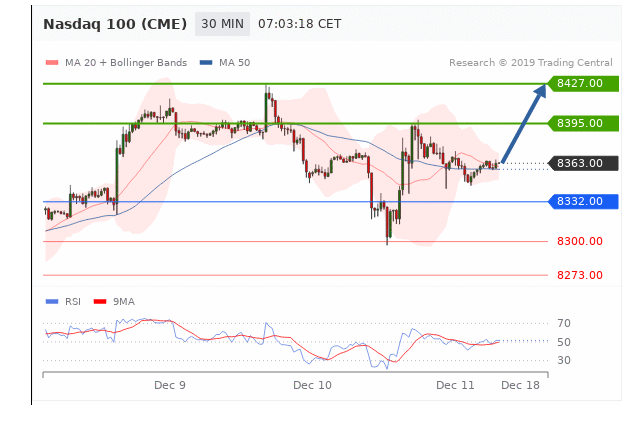 Nasdaq 100 (CME) 30 MIN 07:03:18 CET
MA 20 + Bollinger Bands MA 50 Research © 2019 Trading Central
8427.00
8395.00
8363.00
8332.00
8300.00
8273.00
RSI 9MA
70
50
30
Dec 9 Dec 10 Dec 11 Dec 18